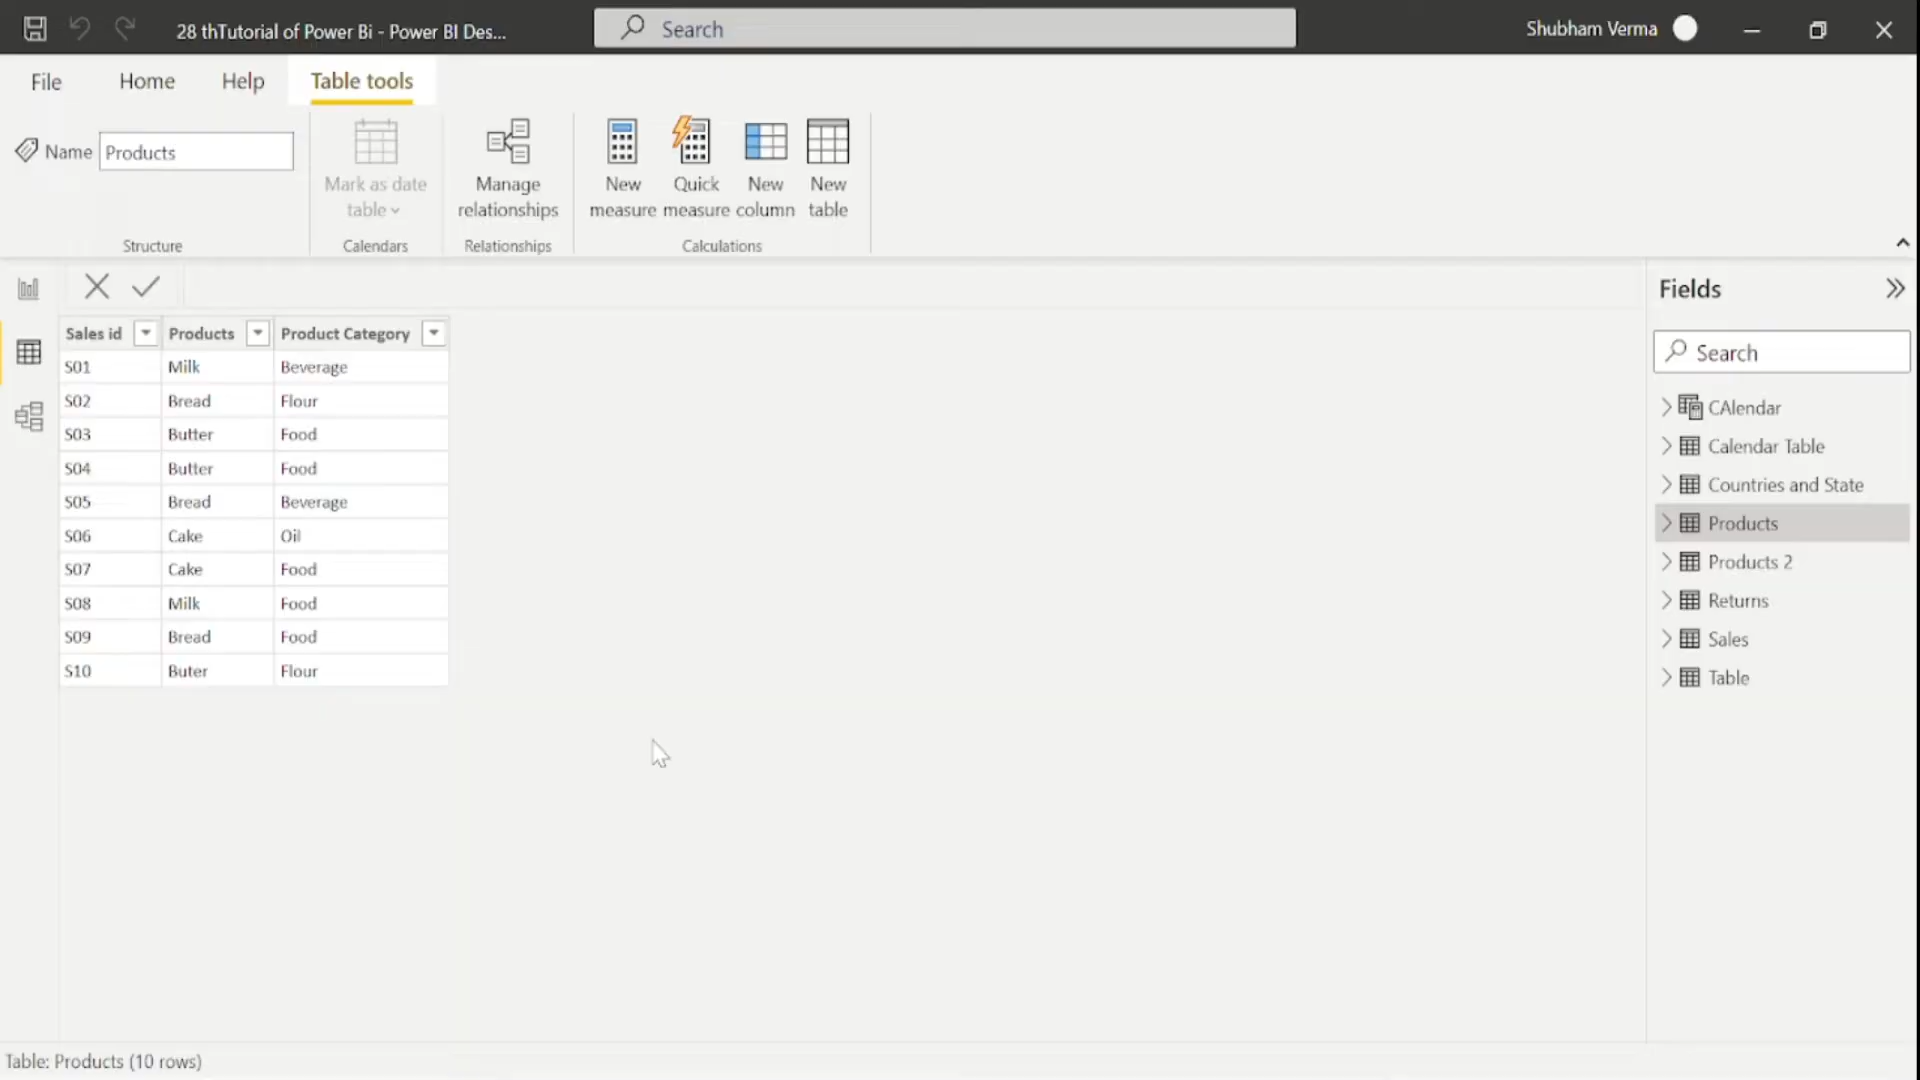 28 thTutorial of Power Bi - Power BI Des...
Search
Shubham Verma
File
Home
Help
Table tools
Name
Products
Structure
Mark as date
table
Calendars
Manage
relationships
Relationships
New
measure
Quick
measure
New
column
New
table
Calculations
Sales id Products Product Category
S01 Milk Beverage
S02 Bread Flour
S03 Butter Food
S04 Butter Food
S05 Bread Beverage
S06 Cake Oil
S07 Cake Food
S08 Milk Food
S09 Bread Food
S10 Buter Flour
Fields
Search
CAlendar
Calendar Table
Countries and State
Products
Products 2
Returns
Sales
Table
Table: Products (10 rows)